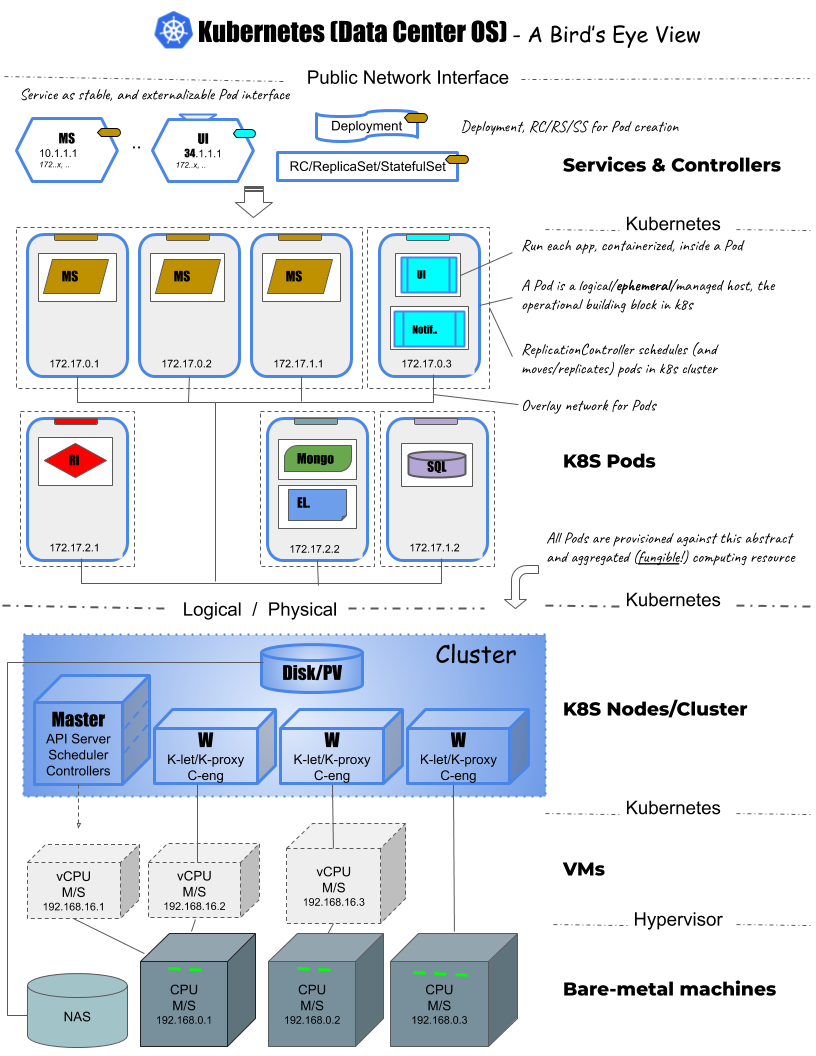 Kubernetes (Data Center OS) - A Bird's Eye View
Public Network Interface
Service as stable, and externalizable Pod interface
MS
10.1.1.1
172..x, ..
..
UI
34.1.1.1
172..x, ..
Deployment
RC/ReplicaSet/StatefulSet
Deployment, RC/RS/SS for Pod creation
Services & Controllers
Kubernetes
MS
172.17.0.1
MS
172.17.0.2
MS
172.17.1.1
UI
Notif..
172.17.0.3
Run each app, containerized, inside a Pod
A Pod is a logical/ephemeral/managed host, the
operational building block in k8s
ReplicationController schedules (and
moves/replicates) pods in k8s cluster
Overlay network for Pods
RI
172.17.2.1
Mongo
EL.
172.17.2.2
SQL
172.17.1.2
K8S Pods
All Pods are provisioned against this abstract
and aggregated (fungible!) computing resource
Logical / Physical
Kubernetes
Cluster
Disk/PV
Master
API Server
Scheduler
Controllers
W
K-let/K-proxy
C-eng
W
K-let/K-proxy
C-eng
W
K-let/K-proxy
C-eng
K8S Nodes/Cluster
Kubernetes
vCPU
M/S
192.168.16.1
vCPU
M/S
192.168.16.2
vCPU
M/S
192.168.16.3
VMs
Hypervisor
NAS
CPU
M/S
192.168.0.1
CPU
M/S
192.168.0.2
CPU
M/S
192.168.0.3
Bare-metal machines